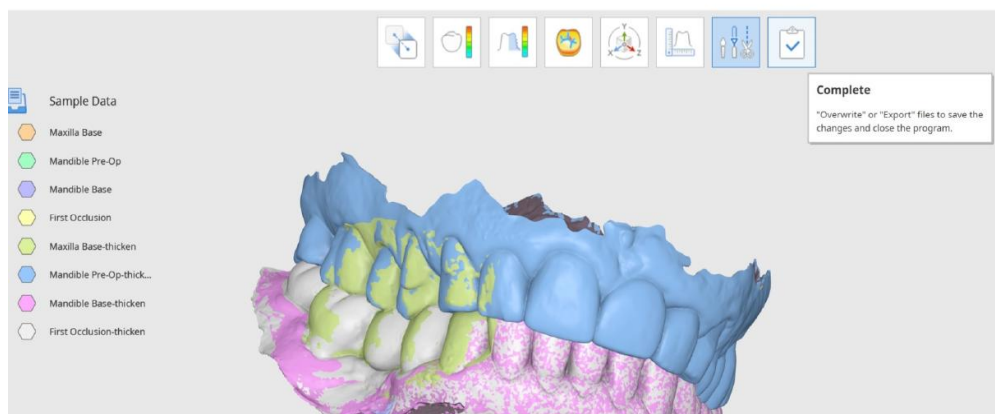 Complete
"Overwrite" or "Export" files to save the
changes and close the program.
Sample Data
Maxilla Base
Mandible Pre-Op
Mandible Base
First Occlusion
Maxilla Base-thicken
Mandible Pre-Op-thick...
Mandible Base-thicken
First Occlusion-thicken
Y
X
Z